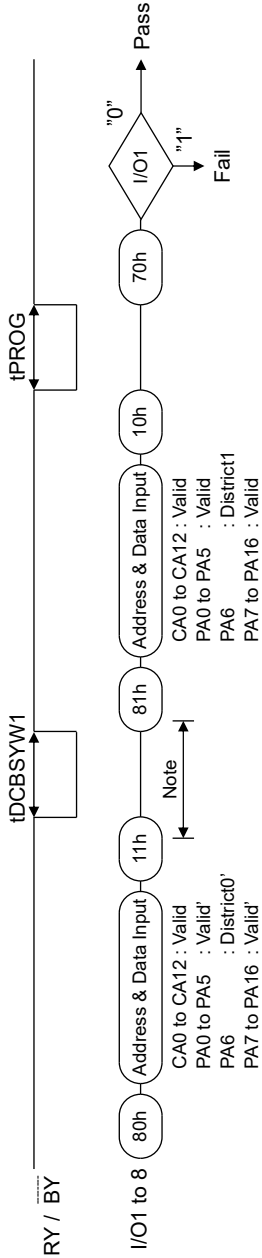 tDCBSYW1
tPROG
RY / BY
I/O1 to 8
80h
Address & Data Input
11h
81h
Address & Data Input
10h
70h
I/O1
"0"
Pass
"1"
Fail
Note
CA0 to CA12 : Valid
PA0 to PA5 : Valid'
PA6 : District0'
PA7 to PA16 : Valid'
CA0 to CA12 : Valid
PA0 to PA5 : Valid
PA6 : District1
PA7 to PA16 : Valid